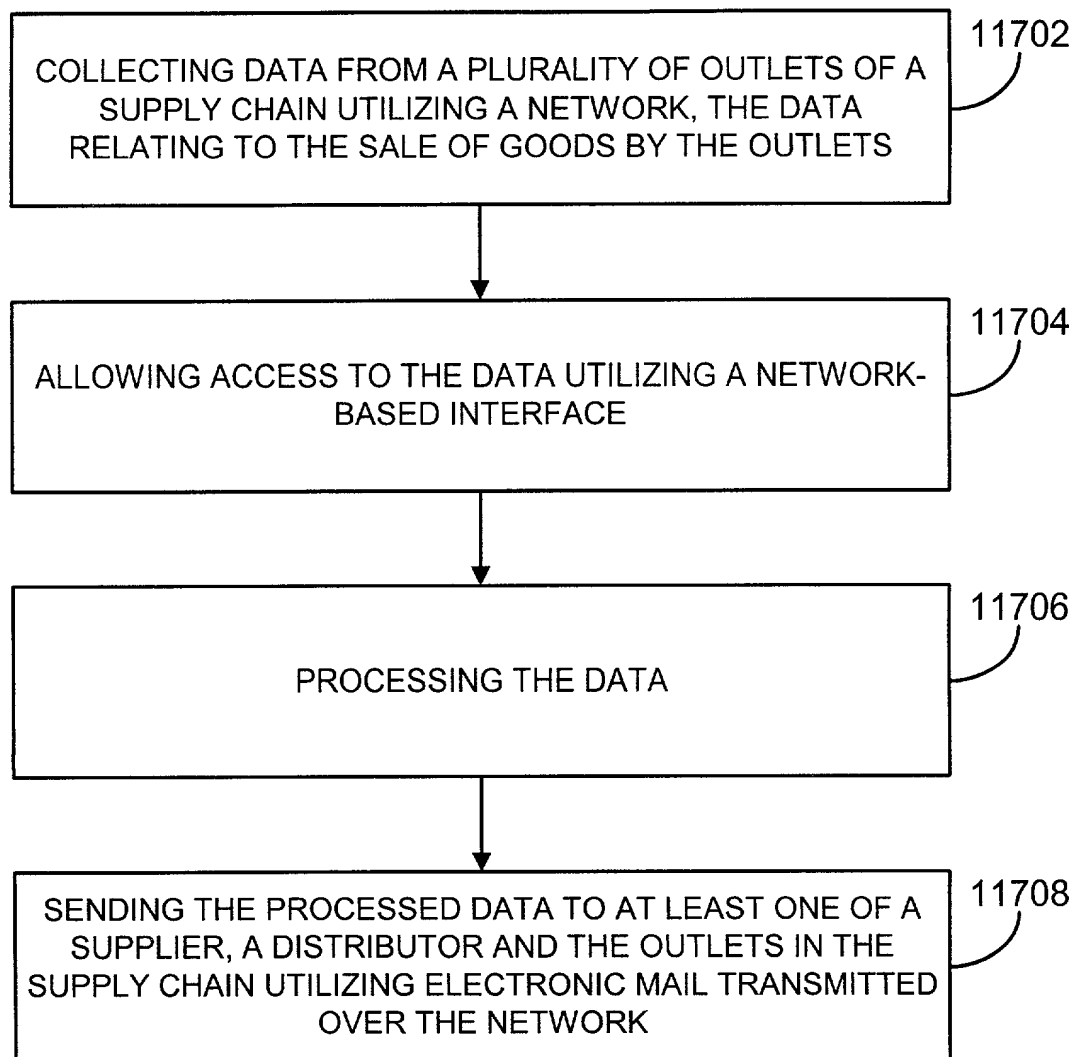 11702
COLLECTING DATA FROM A PLURALITY OF OUTLETS OF A
SUPPLY CHAIN UTILIZING A NETWORK, THE DATA
RELATING TO THE SALE OF GOODS BY THE OUTLETS
11704
ALLOWING ACCESS TO THE DATA UTILIZING A NETWORK-
BASED INTERFACE
11706
PROCESSING THE DATA
11708
SENDING THE PROCESSED DATA TO AT LEAST ONE OF A
SUPPLIER, A DISTRIBUTOR AND THE OUTLETS IN THE
SUPPLY CHAIN UTILIZING ELECTRONIC MAIL TRANSMITTED
OVER THE NETWORK